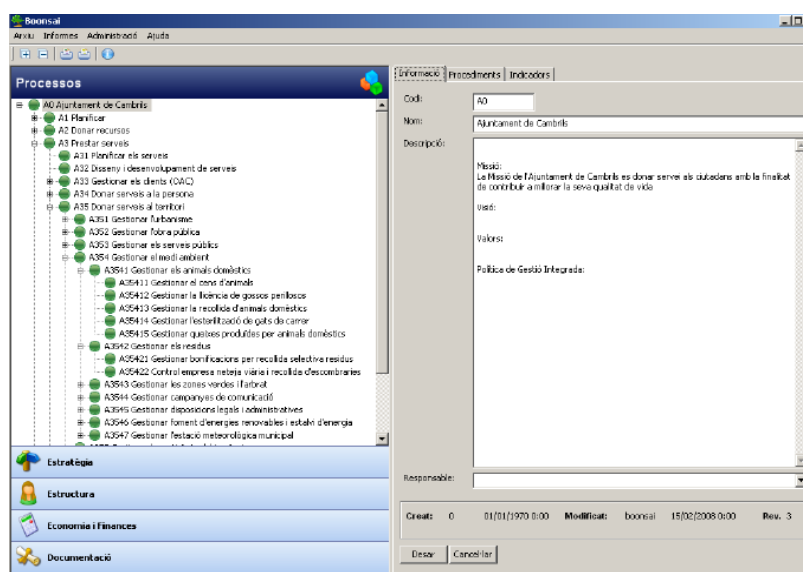 Boonsai
Arxiu Informes Administració Ajuda
Processos
A0 Ajuntament de Cambrils
A1 Planificar
A2 Donar recursos
A3 Prestar serveis
A31 Planificar els serveis
A32 Disseny i desenvolupament de serveis
A33 Gestionar els clients (OAC)
A34 Donar serveis a la persona
A35 Donar serveis al territori
A351 Gestionar l'urbanisme
A352 Gestionar l'obra pública
A353 Gestionar els serveis públics
A354 Gestionar el medi ambient
A3541 Gestionar els animals domèstics
A35411 Gestionar el cens d'animals
A35412 Gestionar la llicència de gossos perillosos
A35413 Gestionar la recollida d'animals domèstics
A35414 Gestionar l'esterilització de gats de carrer
A35415 Gestionar queixes produïdes per animals domèstics
A3542 Gestionar els residus
A35421 Gestionar bonificacions per recollida selectiva residus
A35422 Control empresa neteja viària i recollida d'escombraries
A3543 Gestionar les zones verdes i l'arbrat
A3544 Gestionar campanyes de comunicació
A3545 Gestionar disposicions legals i administratives
A3546 Gestionar foment d'energies renovables i estalvi d'energia
A3547 Gestionar l'estació meteorològica municipal
Estratègia
Estructura
Economia i Finances
Documentació
Informació Procediments Indicadors
Codi: A0
Nom: Ajuntament de Cambrils
Descripció:
Missió:
La Missió de l'Ajuntament de Cambrils es donar servei als ciutadans amb la finalitat
de contribuir a millorar la seva qualitat de vida
Visió:
Valors:
Política de Gestió Integrada:
Responsable:
Creat: 0 01/01/1970 0:00 Modificat: boonsai 15/02/2008 0:00 Rev. 3
Desar Cancel·lar